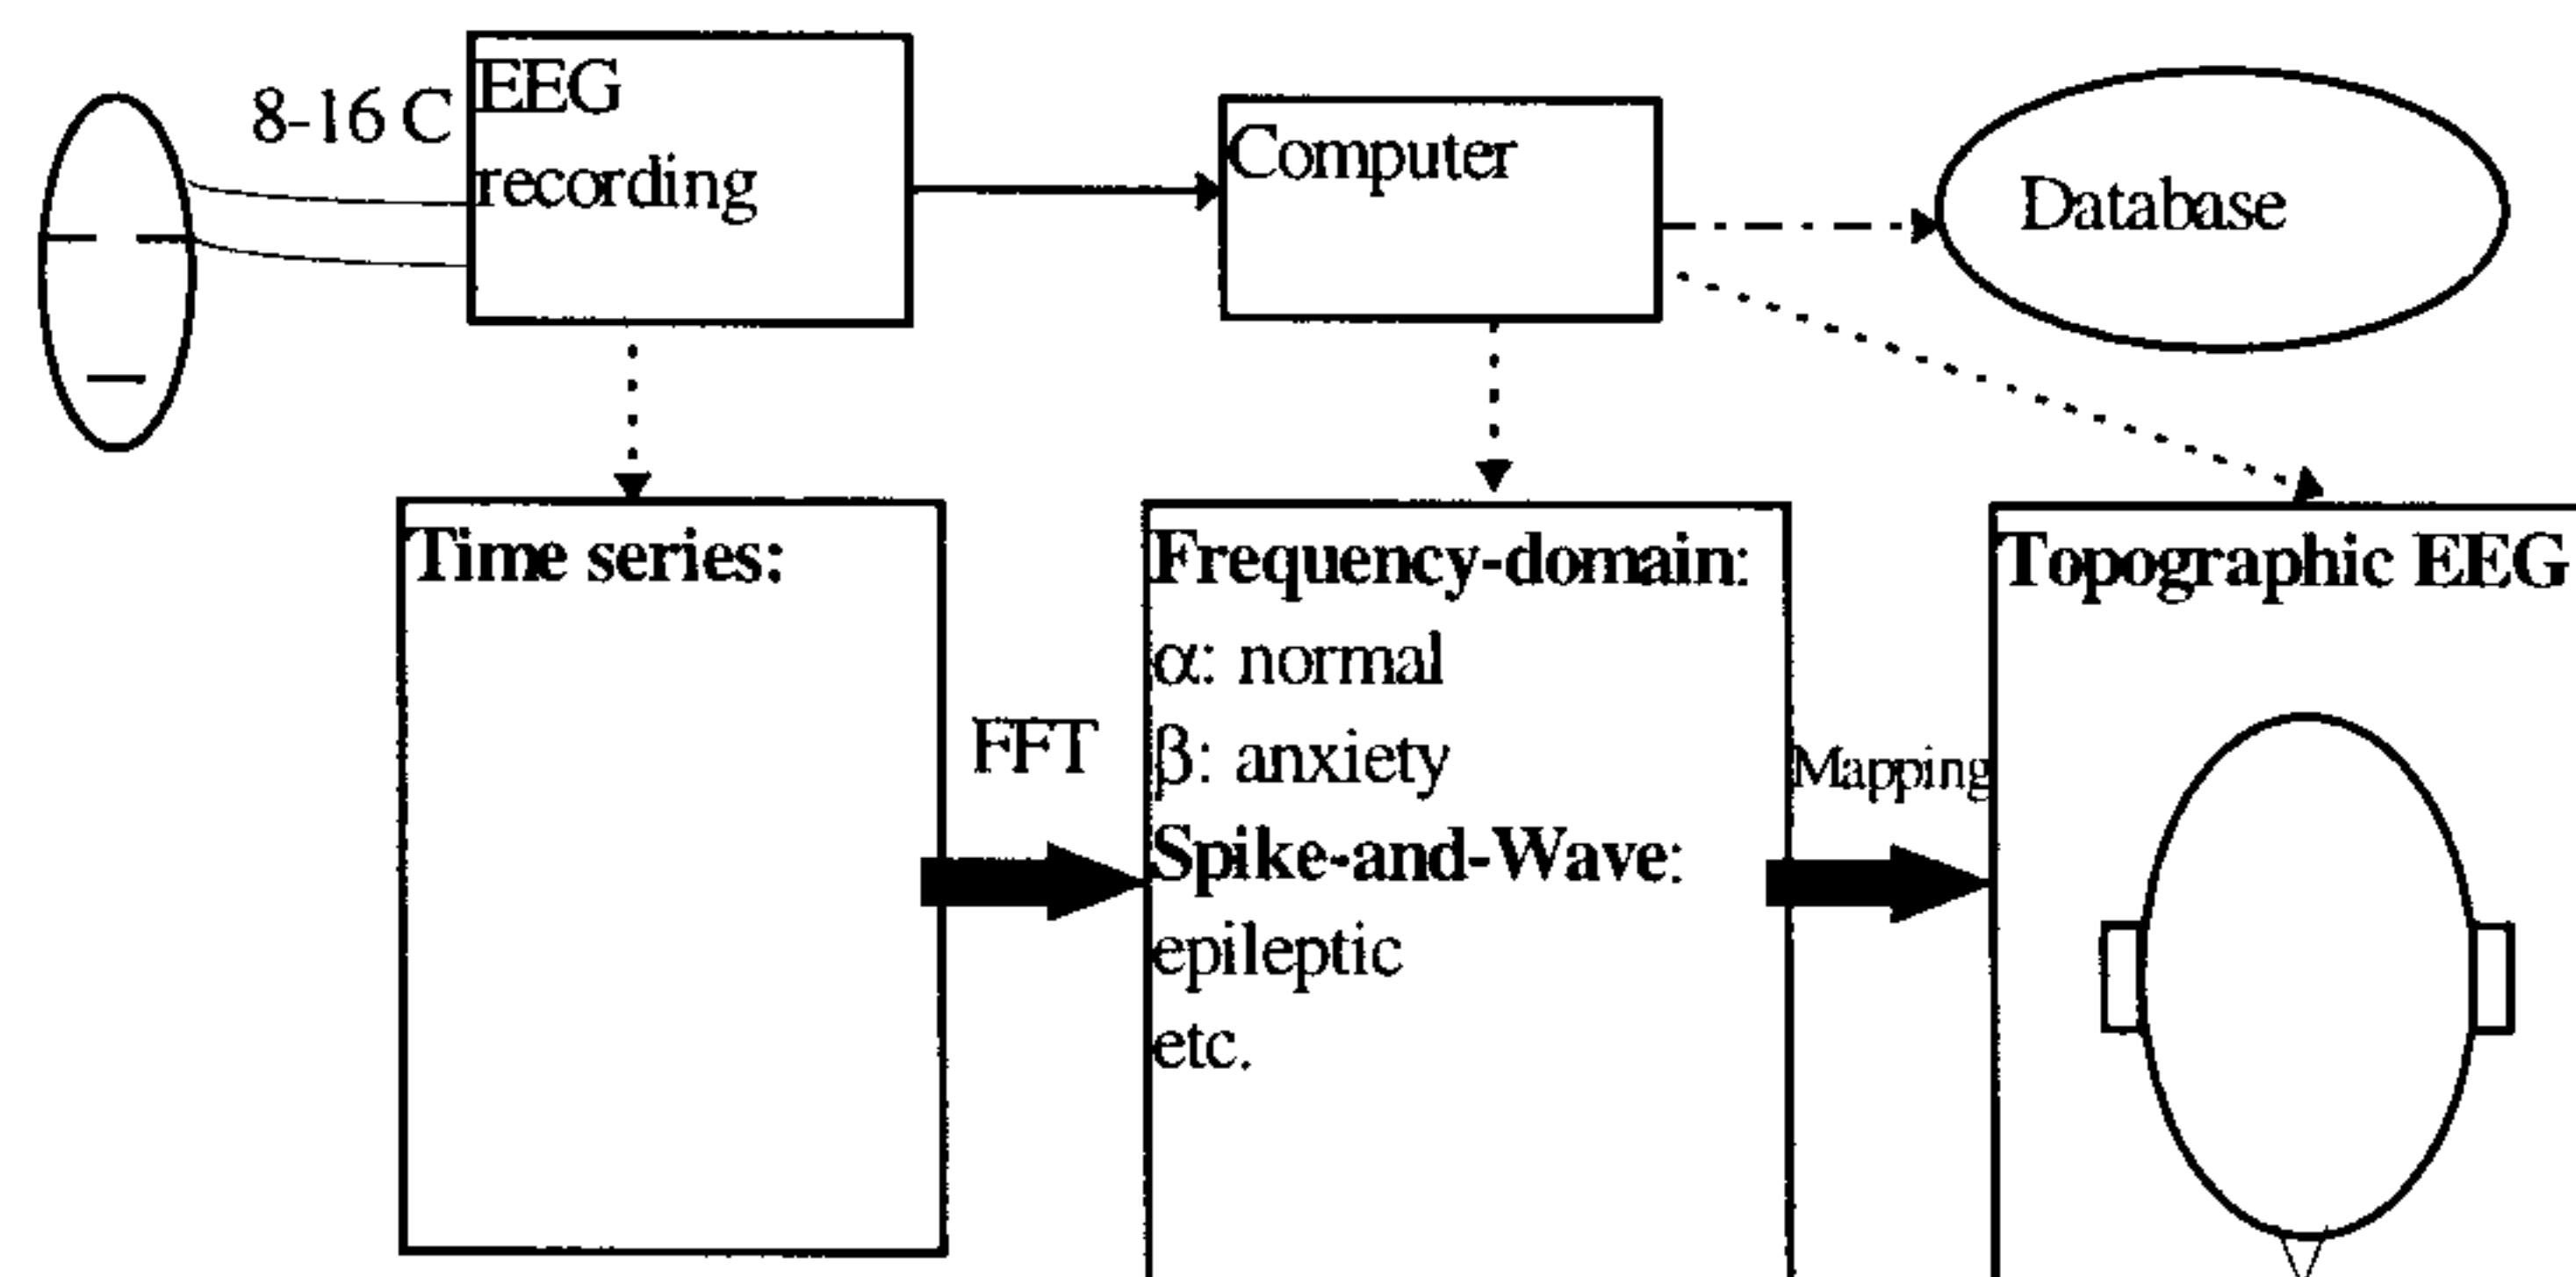 8-16 C
EEG
recording
Computer
Database
Time series:
FFT
Frequency-domain:
α: normal
β: anxiety
Spike-and-Wave:
epileptic
etc.
Mapping
Topographic EEG